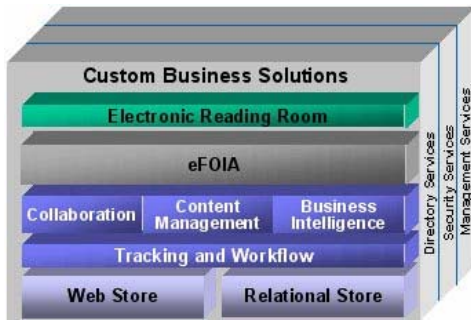 Custom Business Solutions
Electronic Reading Room
eFOIA
Collaboration
Content
Management
Business
Intelligence
Tracking and Workflow
Web Store
Relational Store
Directory Services
Security Services
Management Services